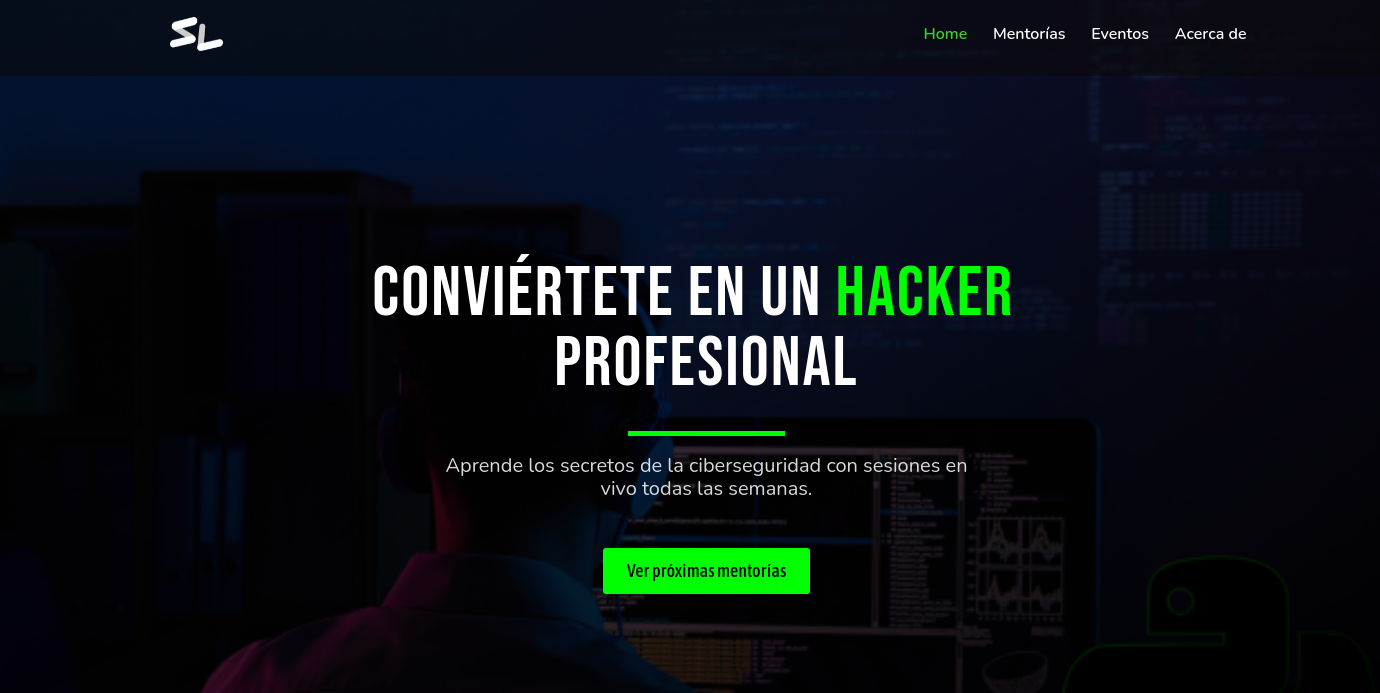 SL
Home Mentorías Eventos Acerca de
CONVIÉRTETE EN UN HACKER
PROFESIONAL
Aprende los secretos de la ciberseguridad con sesiones en
vivo todas las semanas.
Ver próximas mentorías